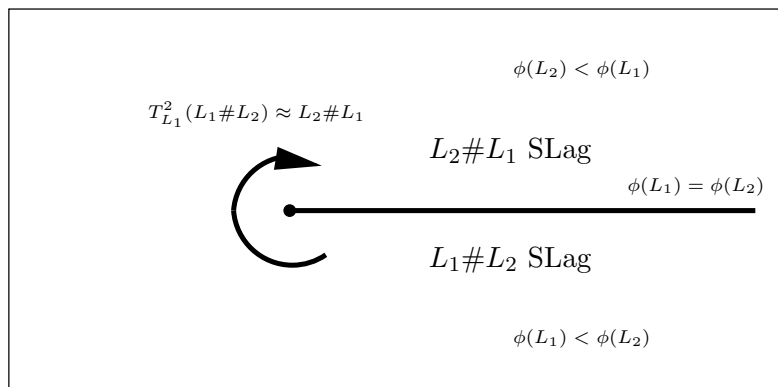 ϕ(L₂) < ϕ(L₁)
T²_{L₁}(L₁#L₂) ≈ L₂#L₁
L₂#L₁ SLag
ϕ(L₁) = ϕ(L₂)
L₁#L₂ SLag
ϕ(L₁) < ϕ(L₂)